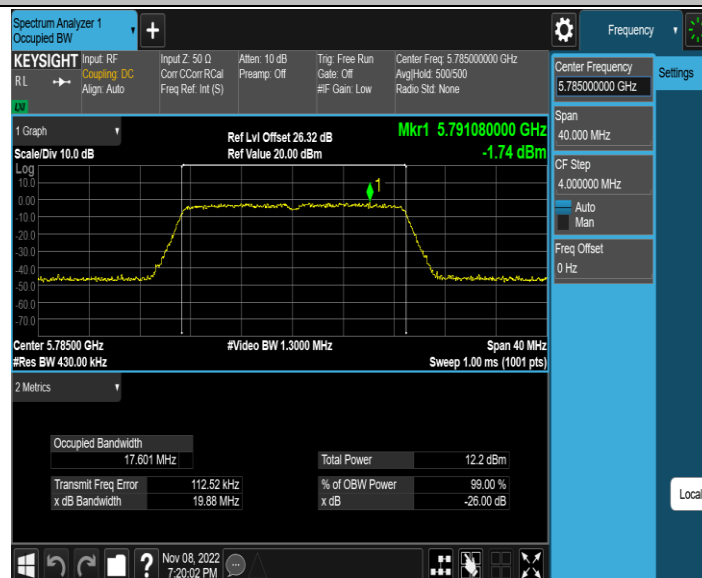 Spectrum Analyzer 1
Occupied BW
+
Frequency
KEYSIGHT
RL
LXI
Input: RF
Coupling: DC
Align: Auto
Input Z: 50 Ω
Corr CCorr RCal
Freq Ref: Int (S)
Atten: 10 dB
Preamp: Off
Trig: Free Run
Gate: Off
#IF Gain: Low
Center Freq: 5.785000000 GHz
Avg|Hold: 500/500
Radio Std: None
Center Frequency
5.785000000 GHz
Settings
Span
40.000 MHz
CF Step
4.000000 MHz
Auto
Man
Freq Offset
0 Hz
Local
1 Graph
Scale/Div 10.0 dB
Ref Lvl Offset 26.32 dB
Ref Value 20.00 dBm
Mkr1 5.791080000 GHz
-1.74 dBm
Log
10.0
0.00
-10.0
-20.0
-30.0
-40.0
-50.0
-60.0
-70.0
1
Center 5.78500 GHz
#Res BW 430.00 kHz
#Video BW 1.3000 MHz
Span 40 MHz
Sweep 1.00 ms (1001 pts)
2 Metrics
Occupied Bandwidth
17.601 MHz
Total Power 12.2 dBm
Transmit Freq Error 112.52 kHz
% of OBW Power 99.00 %
x dB Bandwidth 19.88 MHz
x dB -26.00 dB
?
Nov 08, 2022
7:20:02 PM